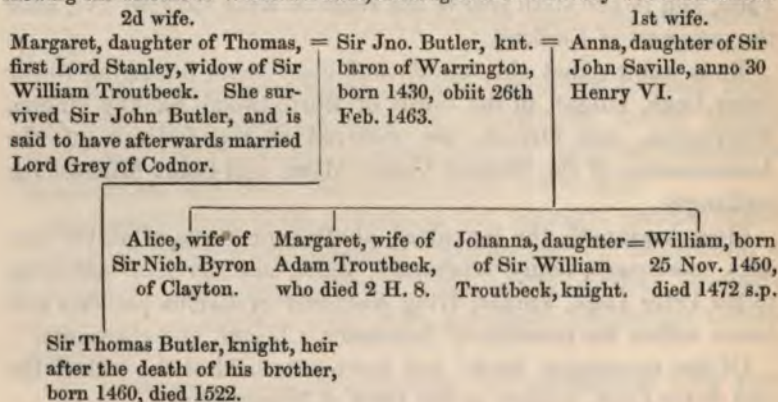 2d wife.
Margaret, daughter of Thomas,
first Lord Stanley, widow of Sir
William Troutbeck. She sur-
vived Sir John Butler, and is
said to have afterwards married
Lord Grey of Codnor.
= Sir Jno. Butler, knt. =
baron of Warrington,
born 1430, obiit 26th
Feb. 1463.
1st wife.
Anna, daughter of Sir
John Saville, anno 30
Henry VI.
Alice, wife of
Sir Nich. Byron
of Clayton.
Margaret, wife of
Adam Troutbeck,
who died 2 H. 8.
Johanna, daughter=
of Sir William
Troutbeck, knight.
William, born
25 Nov. 1450,
died 1472 s.p.
Sir Thomas Butler, knight, heir
after the death of his brother,
born 1460, died 1522.